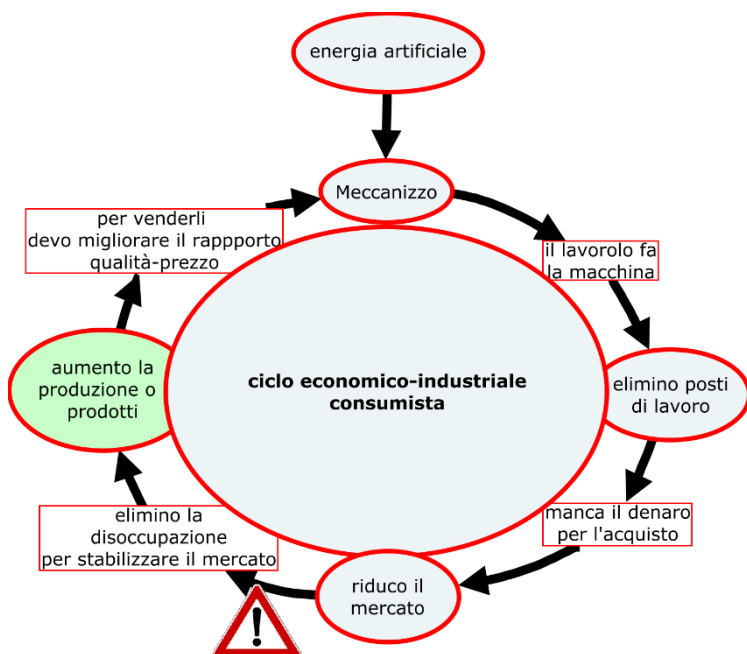 energia artificiale
Meccanizzo
per venderli
devo migliorare il rappporto
qualità-prezzo
il lavorolo fa
la macchina
aumento la
produzione o
prodotti
ciclo economico-industriale
consumista
elimino posti
di lavoro
elimino la
disoccupazione
per stabilizzare il mercato
manca il denaro
per l'acquisto
riduco il
mercato
!